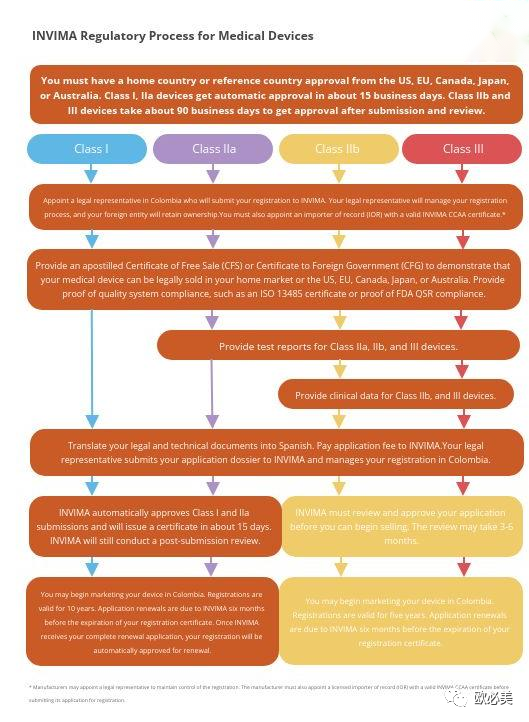 INVIMA Regulatory Process for Medical Devices
You must have a home country or reference country approval from the US, EU, Canada, Japan,
or Australia. Class I, IIa devices get automatic approval in about 15 business days. Class IIb and
III devices take about 90 business days to get approval after submission and review.
Class I
Class IIa
Class IIb
Class III
Appoint a legal representative in Colombia who will submit your registration to INVIMA. Your legal representative will manage your registration
process, and your foreign entity will retain ownership.You must also appoint an importer of record (IOR) with a valid INVIMA CCAA certificate.*
Provide an apostilled Certificate of Free Sale (CFS) or Certificate to Foreign Government (CFG) to demonstrate that
your medical device can be legally sold in your home market or the US, EU, Canada, Japan, or Australia. Provide
proof of quality system compliance, such as an ISO 13485 certificate or proof of FDA QSR compliance.
Provide test reports for Class IIa, IIb, and III devices.
Provide clinical data for Class IIb, and III devices.
Translate your legal and technical documents into Spanish. Pay application fee to INVIMA.Your legal
representative submits your application dossier to INVIMA and manages your registration in Colombia.
INVIMA automatically approves Class I and IIa
submissions and will issue a certificate in about 15 days.
INVIMA will still conduct a post-submission review.
INVIMA must review and approve your application
before you can begin selling. The review may take 3-6
months.
You may begin marketing your device in Colombia. Registrations are
valid for 10 years. Application renewals are due to INVIMA six months
before the expiration of your registration certificate. Once INVIMA
receives your complete renewal application, your registration will be
automatically approved for renewal.
You may begin marketing your device in Colombia.
Registrations are valid for five years. Application renewals
are due to INVIMA six months before the expiration of your
registration certificate.
* Manufacturers may appoint a legal representative to maintain control of the registration. The manufacturer must also appoint a licensed importer of record (IOR) with a valid INVIMA CCAA certificate before
submitting its application for registration.
欧必美